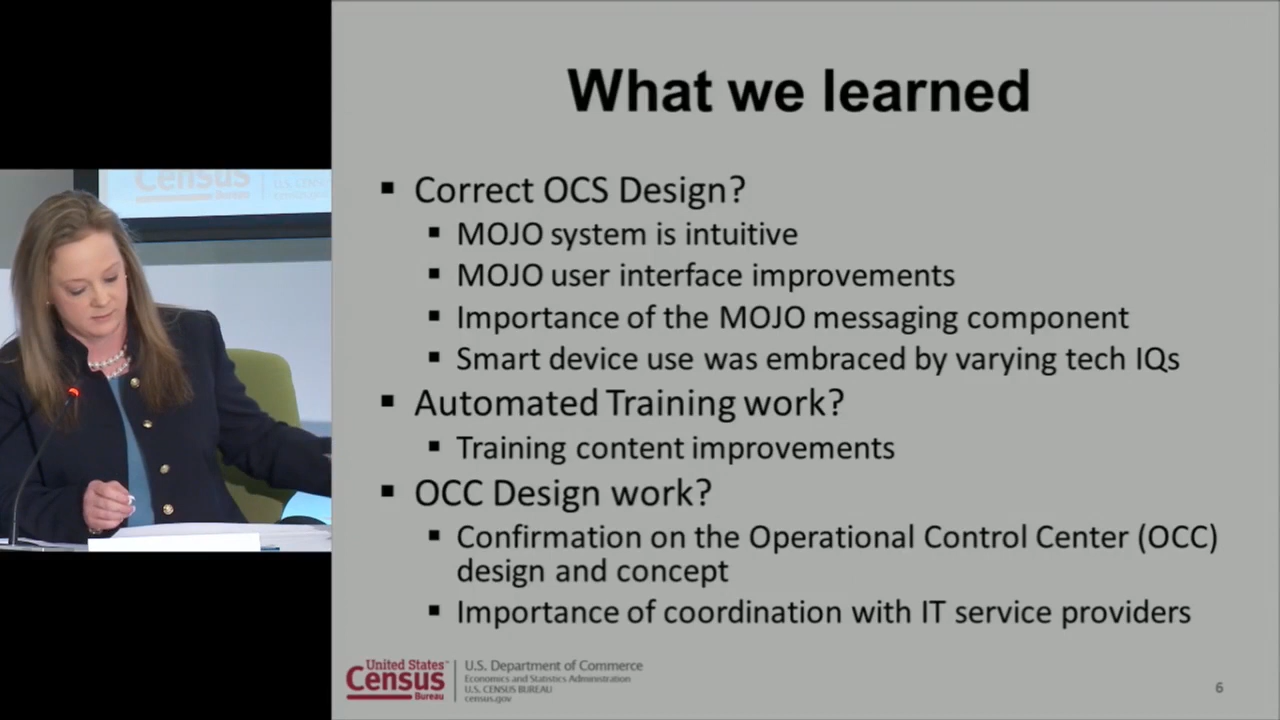 What we learned
Census
Bureau
▪ Correct OCS Design?
▪ MOJO system is intuitive
▪ MOJO user interface improvements
▪ Importance of the MOJO messaging component
▪ Smart device use was embraced by varying tech IQs
▪ Automated Training work?
▪ Training content improvements
▪ OCC Design work?
▪ Confirmation on the Operational Control Center (OCC)
design and concept
▪ Importance of coordination with IT service providers
United States
Census
Bureau
U.S. Department of Commerce
Economics and Statistics Administration
U.S. CENSUS BUREAU
census.gov
6